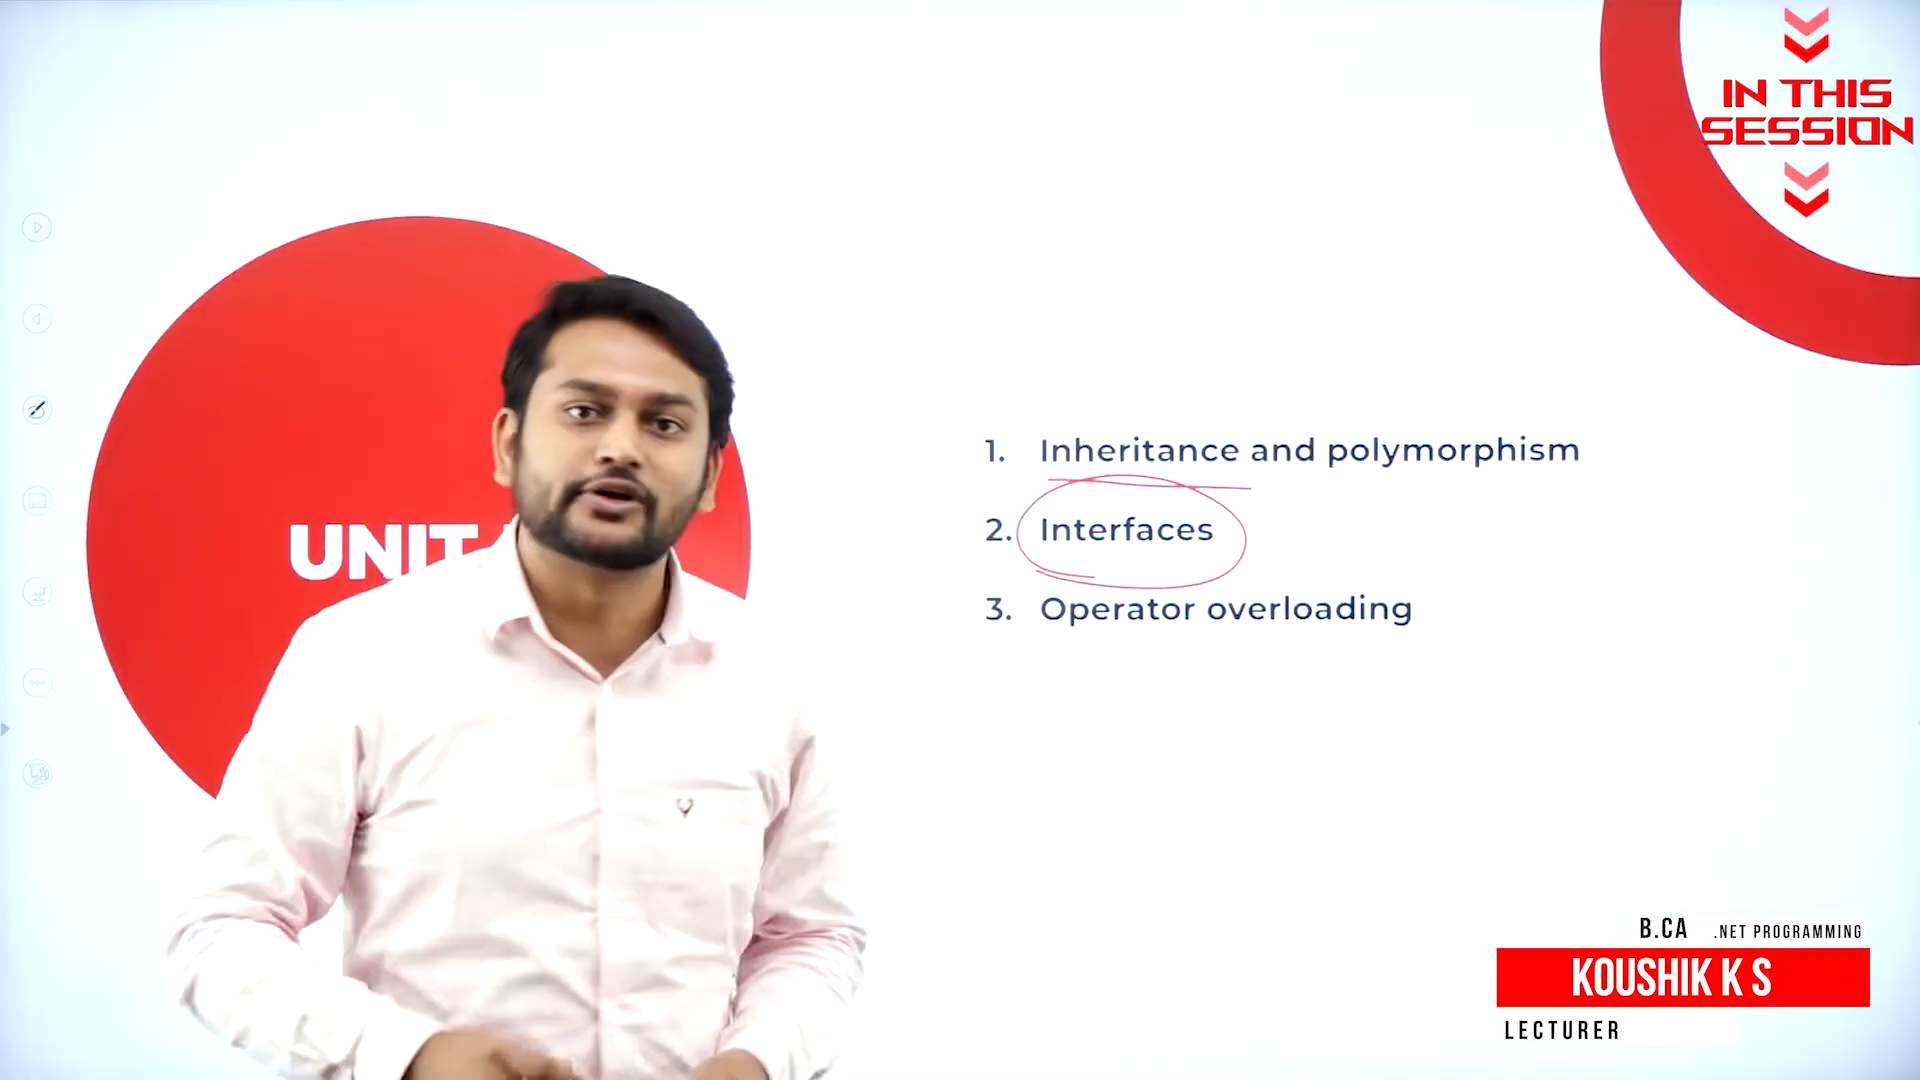 IN THIS
SESSION
UNIT
1. Inheritance and polymorphism
2. Interfaces
3. Operator overloading
B.CA .NET PROGRAMMING
KOUSHIK K S
LECTURER